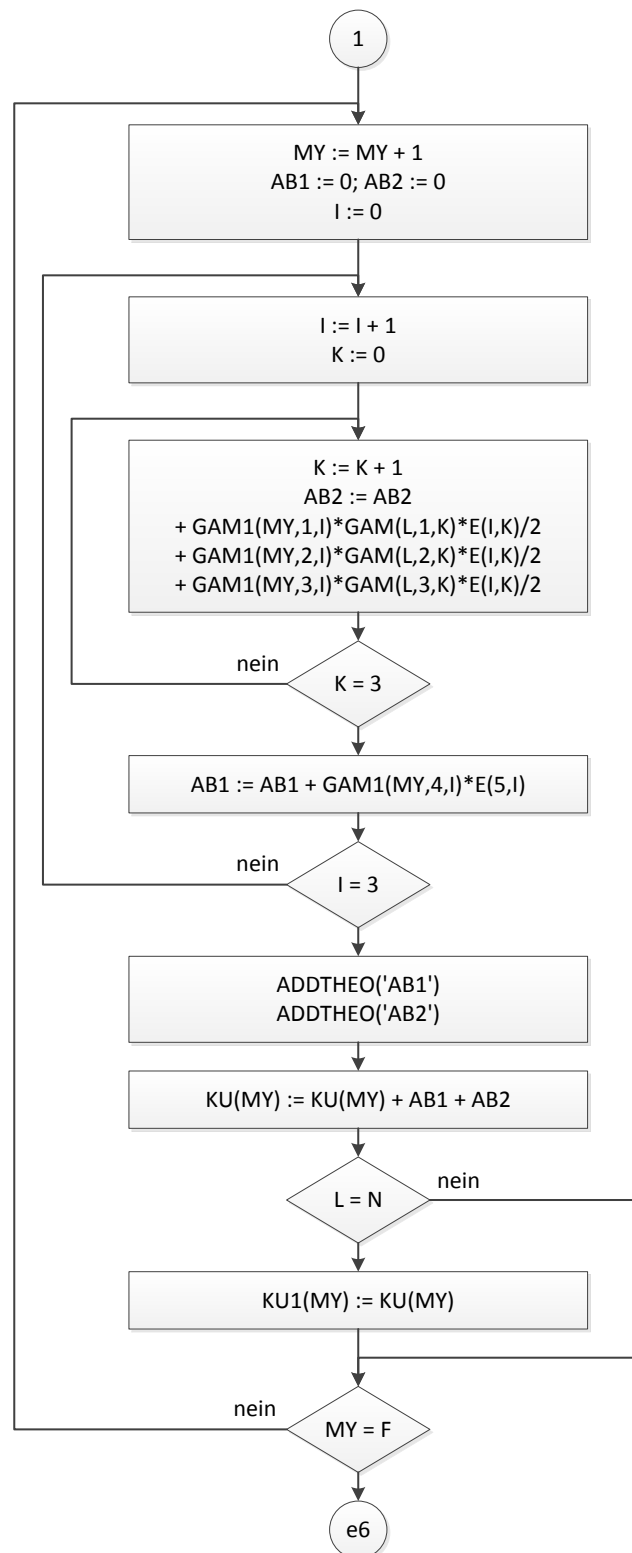 1
MY := MY + 1
AB1 := 0; AB2 := 0
I := 0
I := I + 1
K := 0
K := K + 1
AB2 := AB2
+ GAM1(MY,1,I)*GAM(L,1,K)*E(I,K)/2
+ GAM1(MY,2,I)*GAM(L,2,K)*E(I,K)/2
+ GAM1(MY,3,I)*GAM(L,3,K)*E(I,K)/2
nein
K = 3
AB1 := AB1 + GAM1(MY,4,I)*E(5,I)
nein
I = 3
ADDTHEO('AB1')
ADDTHEO('AB2')
KU(MY) := KU(MY) + AB1 + AB2
nein
L = N
KU1(MY) := KU(MY)
nein
MY = F
e6